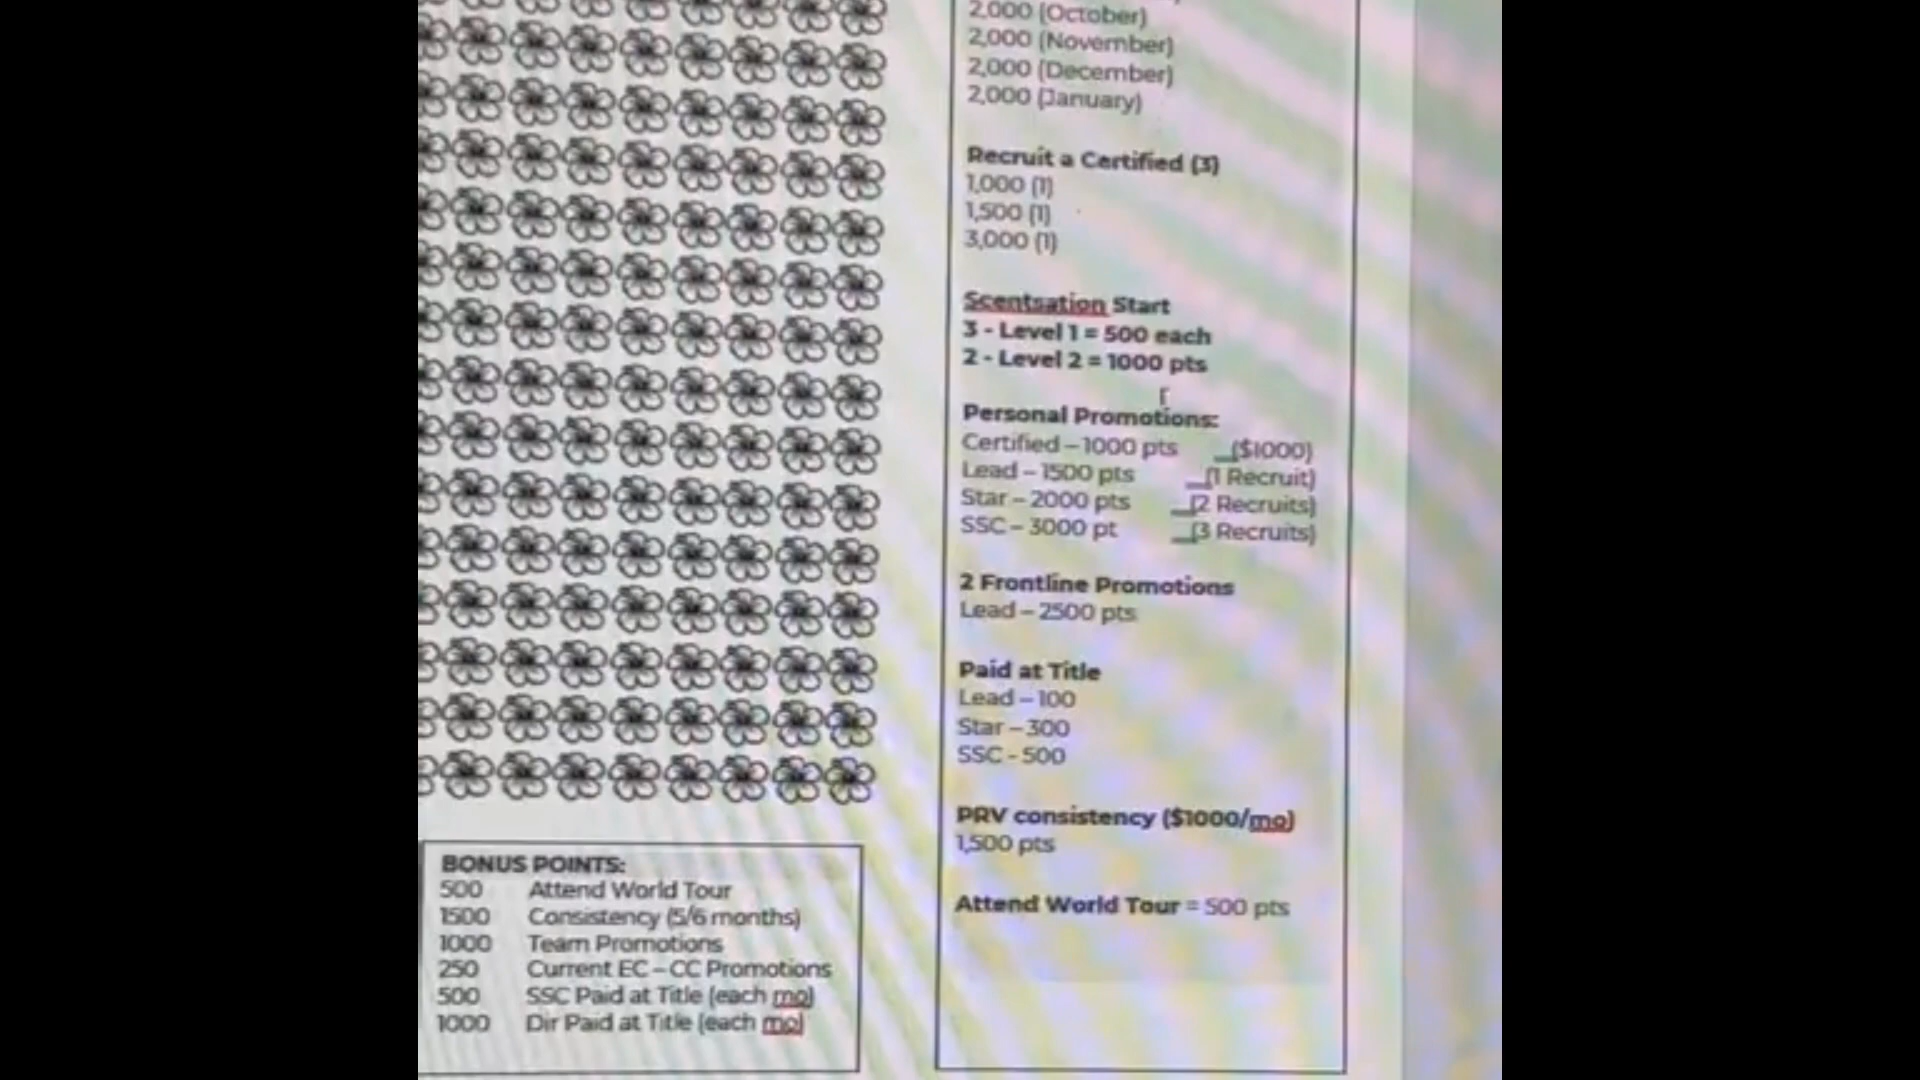 2,000 (October)
2,000 (November)
2,000 (December)
2,000 (January)
Recruit a Certified (3)
1,000 (1)
1,500 (1)
3,000 (1)
Scentsation Start
3 - Level 1 = 500 each
2 - Level 2 = 1000 pts
Personal Promotions:
Certified – 1000 pts __($1000)
Lead – 1500 pts __(1 Recruit)
Star – 2000 pts __(2 Recruits)
SSC – 3000 pt __(3 Recruits)
2 Frontline Promotions
Lead – 2500 pts
Paid at Title
Lead – 100
Star – 300
SSC - 500
PRV consistency ($1000/mo)
1,500 pts
Attend World Tour = 500 pts
BONUS POINTS:
500 Attend World Tour
1500 Consistency (5/6 months)
1000 Team Promotions
250 Current EC – CC Promotions
500 SSC Paid at Title (each mo)
1000 Dir Paid at Title (each mo)